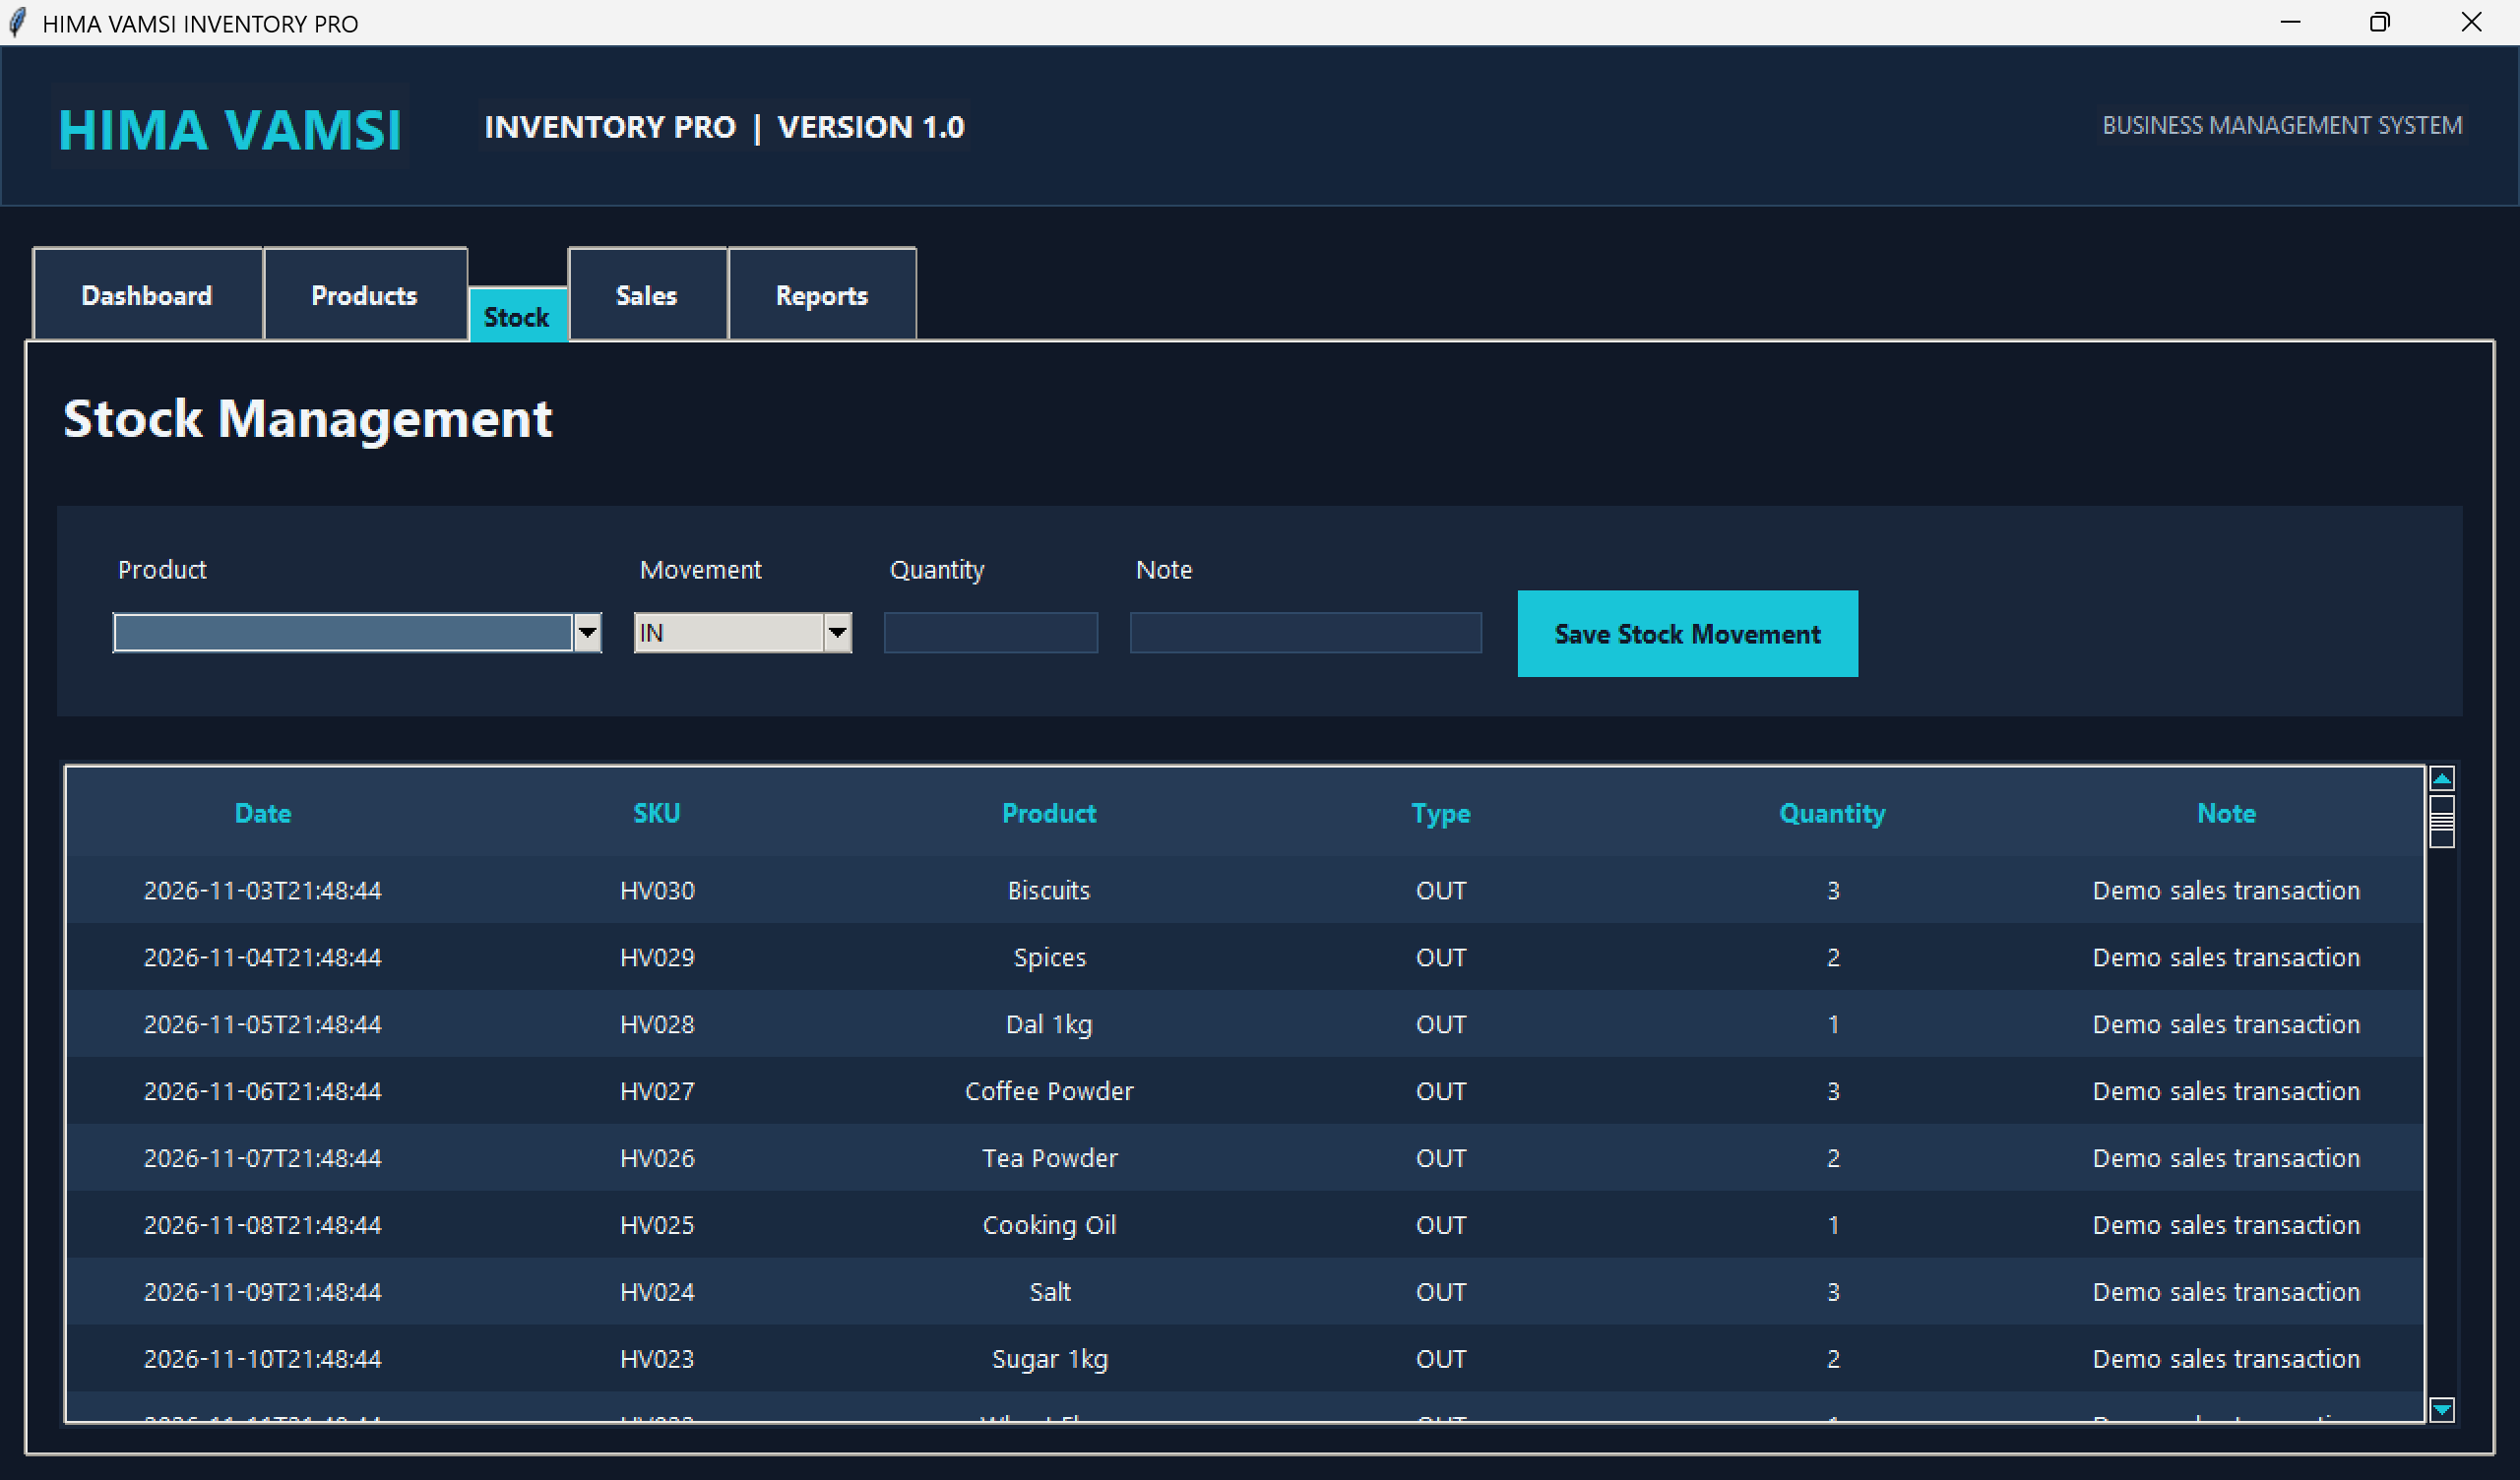 HIMA VAMSI INVENTORY PRO
HIMA VAMSI INVENTORY PRO | VERSION 1.0 BUSINESS MANAGEMENT SYSTEM
Dashboard Products Stock Sales Reports
Stock Management
Product Movement Quantity Note
IN Save Stock Movement
Date SKU Product Type Quantity Note
2026-11-03T21:48:44 HV030 Biscuits OUT 3 Demo sales transaction
2026-11-04T21:48:44 HV029 Spices OUT 2 Demo sales transaction
2026-11-05T21:48:44 HV028 Dal 1kg OUT 1 Demo sales transaction
2026-11-06T21:48:44 HV027 Coffee Powder OUT 3 Demo sales transaction
2026-11-07T21:48:44 HV026 Tea Powder OUT 2 Demo sales transaction
2026-11-08T21:48:44 HV025 Cooking Oil OUT 1 Demo sales transaction
2026-11-09T21:48:44 HV024 Salt OUT 3 Demo sales transaction
2026-11-10T21:48:44 HV023 Sugar 1kg OUT 2 Demo sales transaction